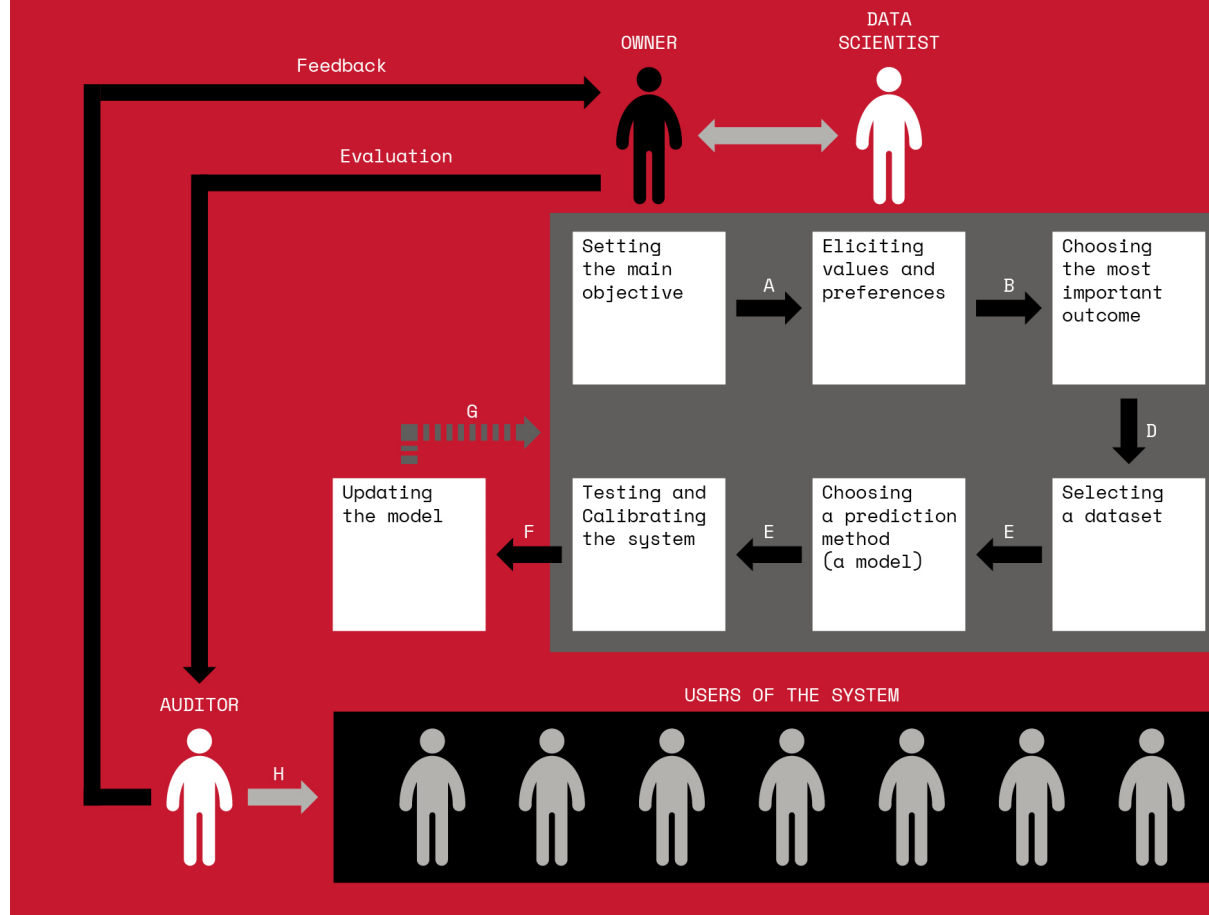 DATA
SCIENTIST
OWNER
Feedback
Evaluation
Setting
the main
objective
A
Eliciting
values and
preferences
B
Choosing
the most
important
outcome
D
G
Updating
the model
F
Testing and
Calibrating
the system
E
Choosing
a prediction
method
(a model)
E
Selecting
a dataset
AUDITOR
H
USERS OF THE SYSTEM